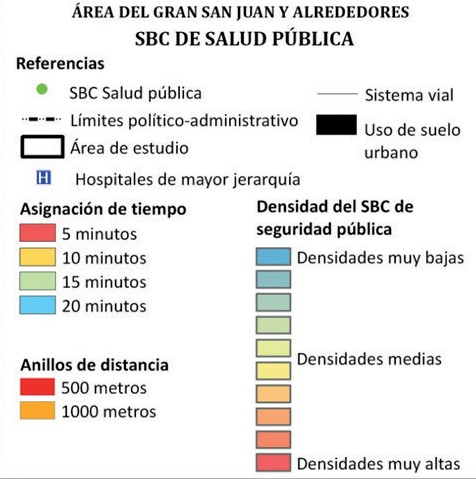 ÁREA DEL GRAN SAN JUAN Y ALREDEDORES
SBC DE SALUD PÚBLICA
Referencias
SBC Salud pública
Límites político-administrativo
Área de estudio
H Hospitales de mayor jerarquía
Sistema vial
Uso de suelo
urbano
Asignación de tiempo
5 minutos
10 minutos
15 minutos
20 minutos
Anillos de distancia
500 metros
1000 metros
Densidad del SBC de
seguridad pública
Densidades muy bajas
Densidades medias
Densidades muy altas